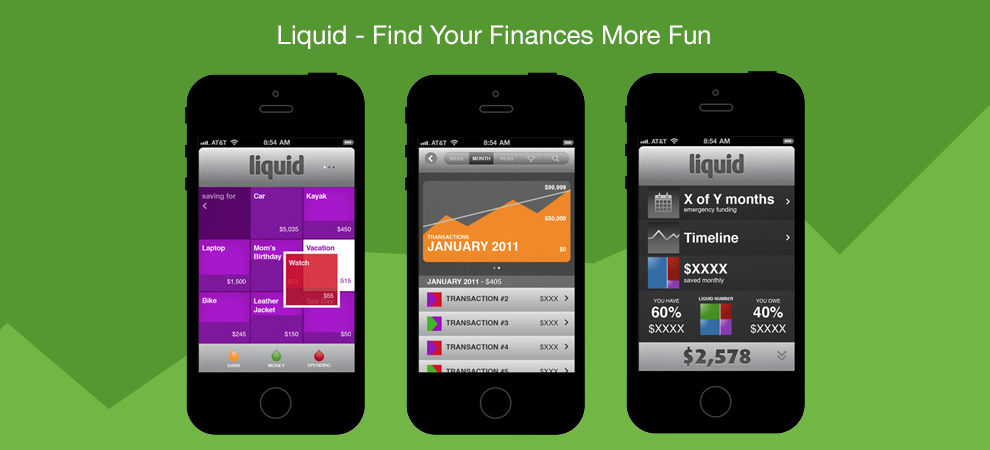 Liquid - Find Your Finances More Fun
AT&T 8:54 AM
liquid
saving for Car Kayak
$5,035 $450
Laptop Mom's Birthday Vacation
Watch
$1,500 $515
$55
Bike Leather Jacket
$245 $150 $50
MONEY SPENDING
AT&T 8:54 AM
WEEK MONTH YEAR
$99,999
$50,000
TRANSACTIONS
JANUARY 2011 $0
JANUARY 2011 - $405
TRANSACTION #2 $XXX
TRANSACTION #3 $XXX
TRANSACTION #4 $XXX
TRANSACTION #5 $XXX
AT&T 8:54 AM
liquid
X of Y months
emergency funding
Timeline
$XXXX
saved monthly
YOU HAVE LIQUID NUMBER YOU OWE
60% 40%
$XXXX $XXXX
$2,578